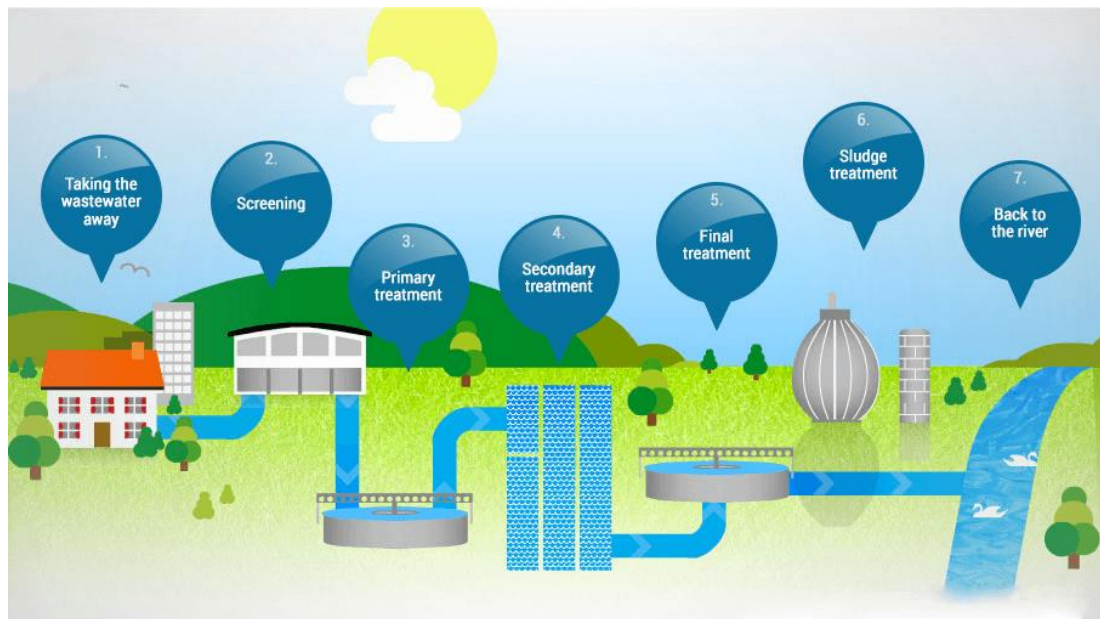 1.
Taking the
wastewater
away
2.
Screening
3.
Primary
treatment
4.
Secondary
treatment
5.
Final
treatment
6.
Sludge
treatment
7.
Back to
the river